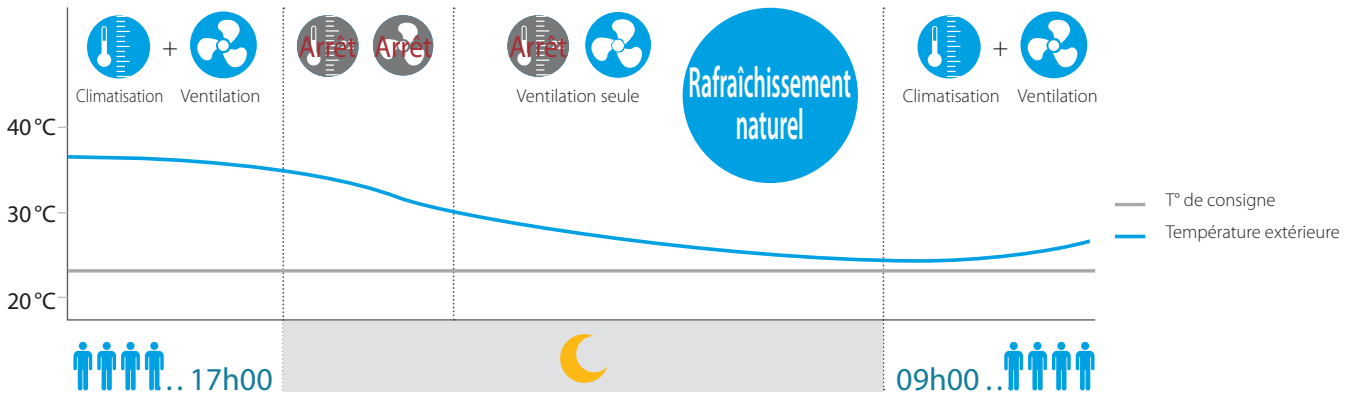 Arrêt Arrêt Arrêt
+ +
Climatisation Ventilation
Ventilation seule
Rafraîchissement
naturel
Climatisation Ventilation
40 °C
30 °C
20 °C
T° de consigne
Température extérieure
.. 17h00
09h00 ..